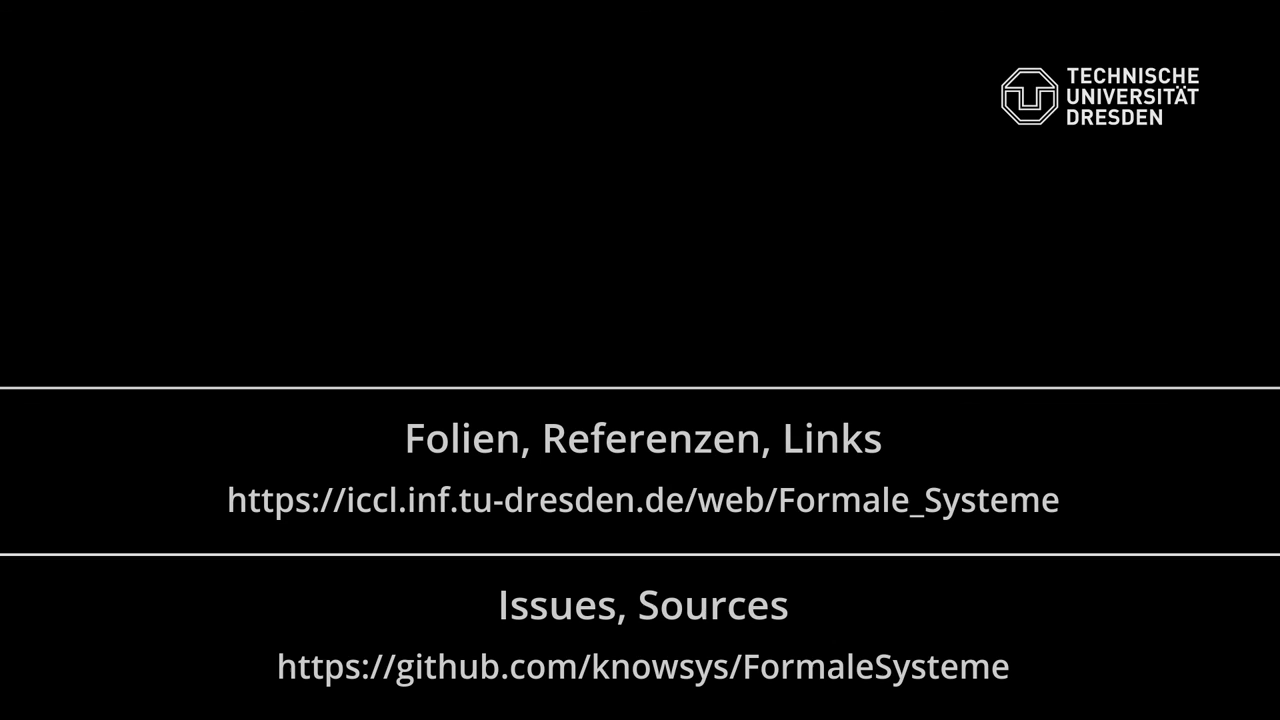 TECHNISCHE
UNIVERSITÄT
DRESDEN
Folien, Referenzen, Links
https://iccl.inf.tu-dresden.de/web/Formale_Systeme
Issues, Sources
https://github.com/knowsys/FormaleSysteme